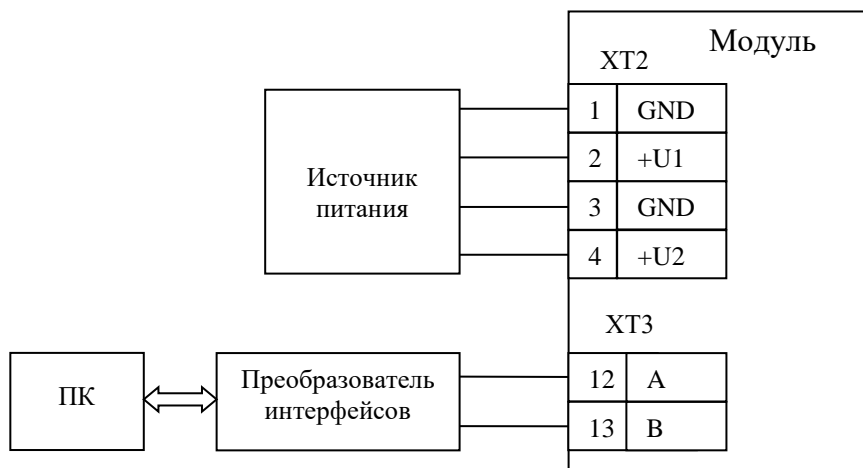 Модуль
XT2
1 GND
2 +U1
3 GND
4 +U2
Источник
питания
XT3
12 A
13 B
ПК
Преобразователь
интерфейсов